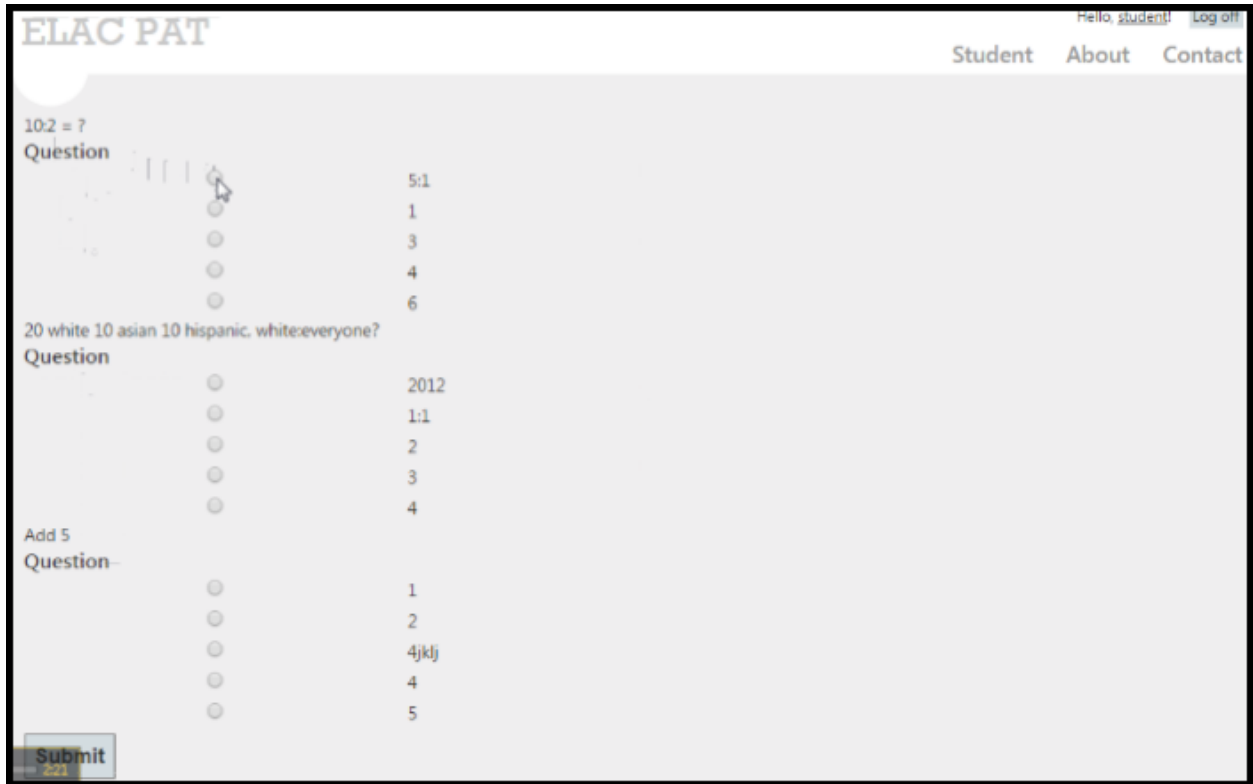 Hello, student! Log off
ELAC PAT
Student About Contact
10:2 = ?
Question
5:1
1
3
4
6
20 white 10 asian 10 hispanic. white:everyone?
Question
2012
1:1
2
3
4
Add 5
Question
1
2
4jklj
4
5
Submit
2:21